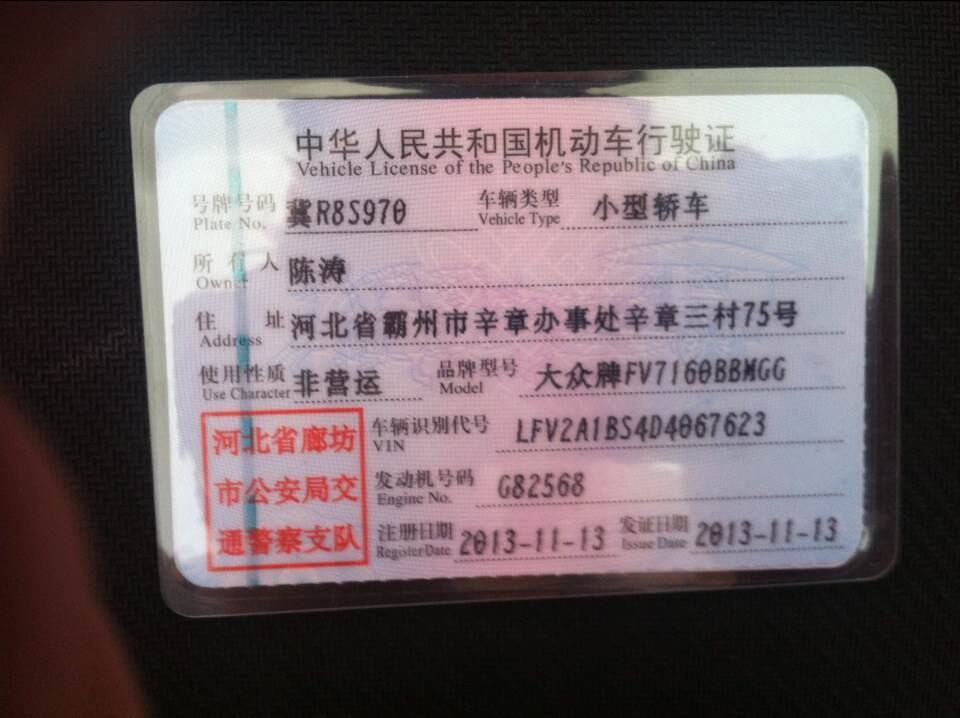 中华人民共和国机动车行驶证
Vehicle License of the People's Republic of China
号牌号码 冀R8S970 车辆类型 小型轿车
Plate No. Vehicle Type
所有人 陈涛
Owner
住址 河北省霸州市辛章办事处辛章三村75号
Address
使用性质 非营运 品牌型号 大众牌FV7160BBMGG
Use Character Model
河北省廊坊
市公安局交
通警察支队
车辆识别代号 LFV2A1BS4D4067623
VIN
发动机号码 G82568
Engine No.
注册日期 2013-11-13 发证日期 2013-11-13
Register Date Issue Date